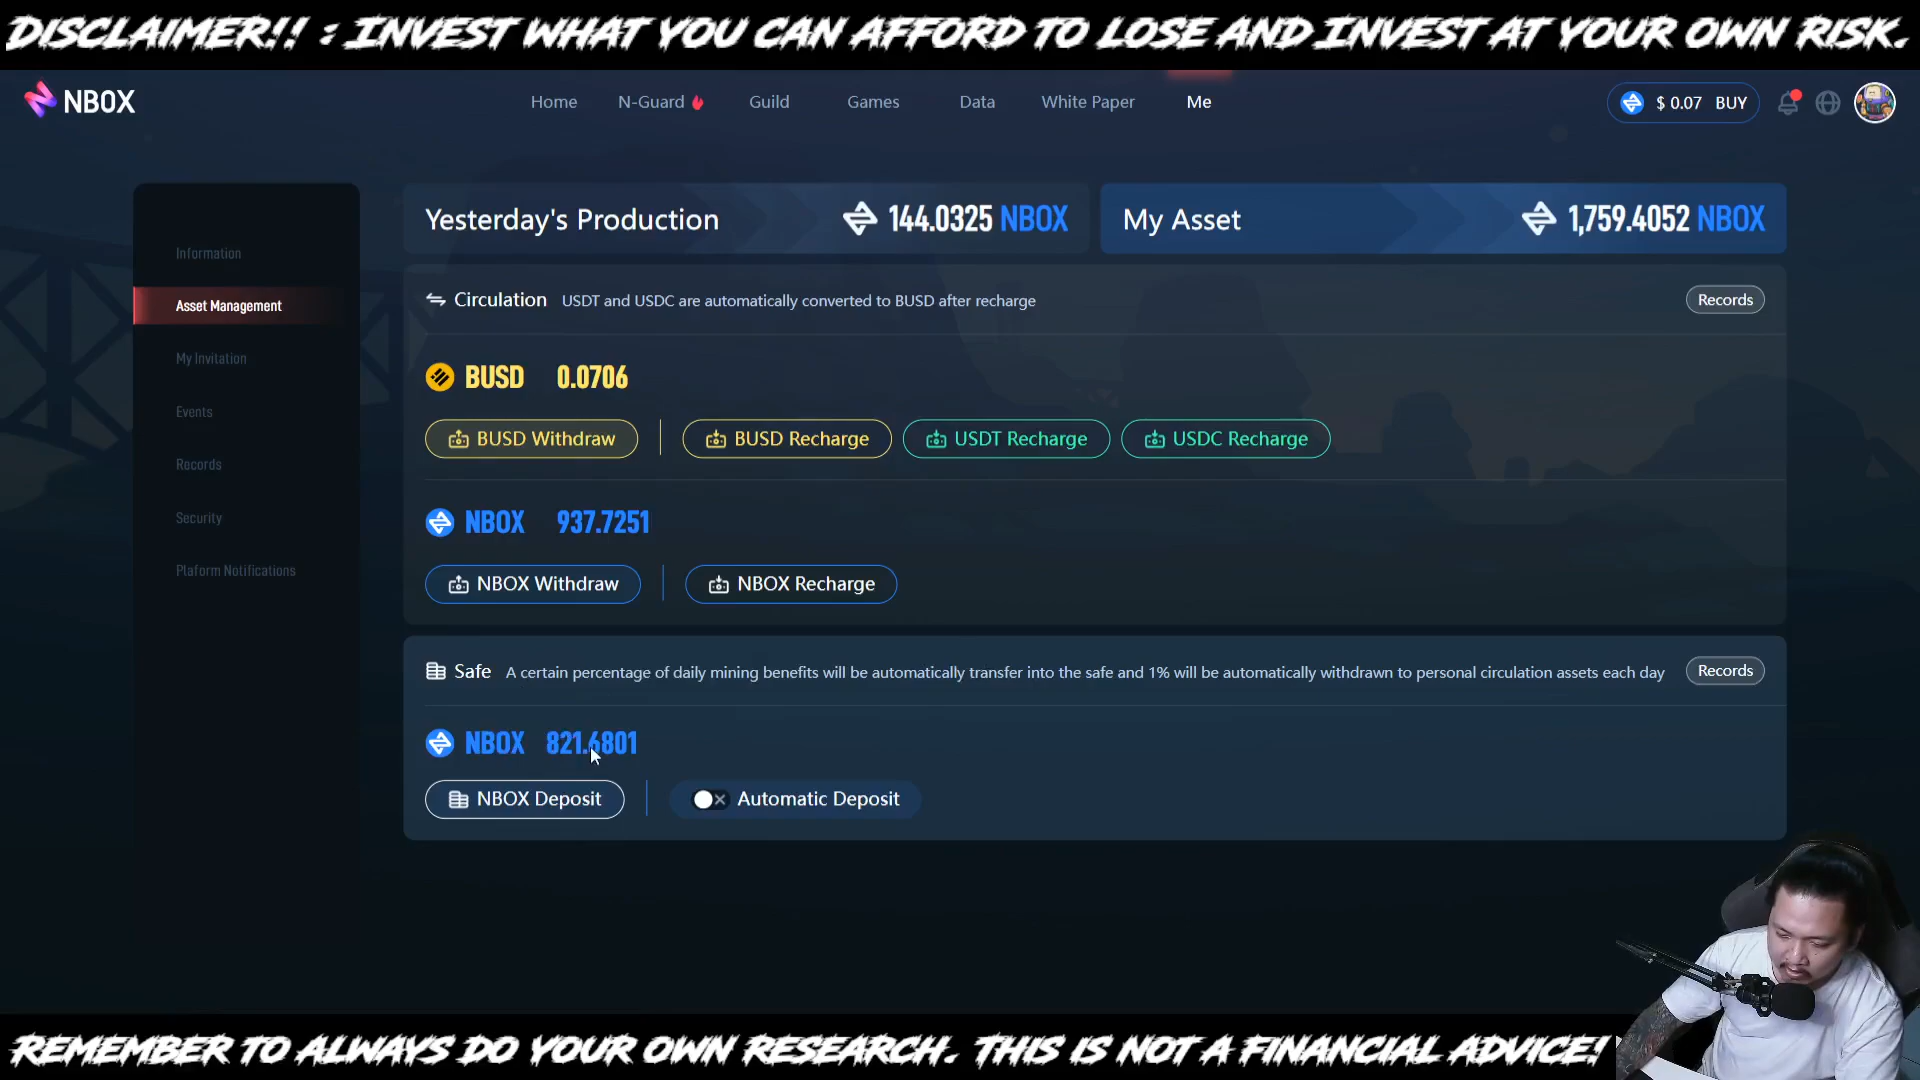 DISCLAIMER!! : INVEST WHAT YOU CAN AFFORD TO LOSE AND INVEST AT YOUR OWN RISK.
NBOX
Home
N-Guard
Guild
Games
Data
White Paper
Me
$ 0.07 BUY
Information
Asset Management
My Invitation
Events
Records
Security
Plaform Notifications
Yesterday's Production 144.0325 NBOX
My Asset 1,759.4052 NBOX
Circulation USDT and USDC are automatically converted to BUSD after recharge Records
BUSD 0.0706
BUSD Withdraw BUSD Recharge USDT Recharge USDC Recharge
NBOX 937.7251
NBOX Withdraw NBOX Recharge
Safe A certain percentage of daily mining benefits will be automatically transfer into the safe and 1% will be automatically withdrawn to personal circulation assets each day Records
NBOX 821.6801
NBOX Deposit Automatic Deposit
REMEMBER TO ALWAYS DO YOUR OWN RESEARCH. THIS IS NOT A FINANCIAL ADVICE!